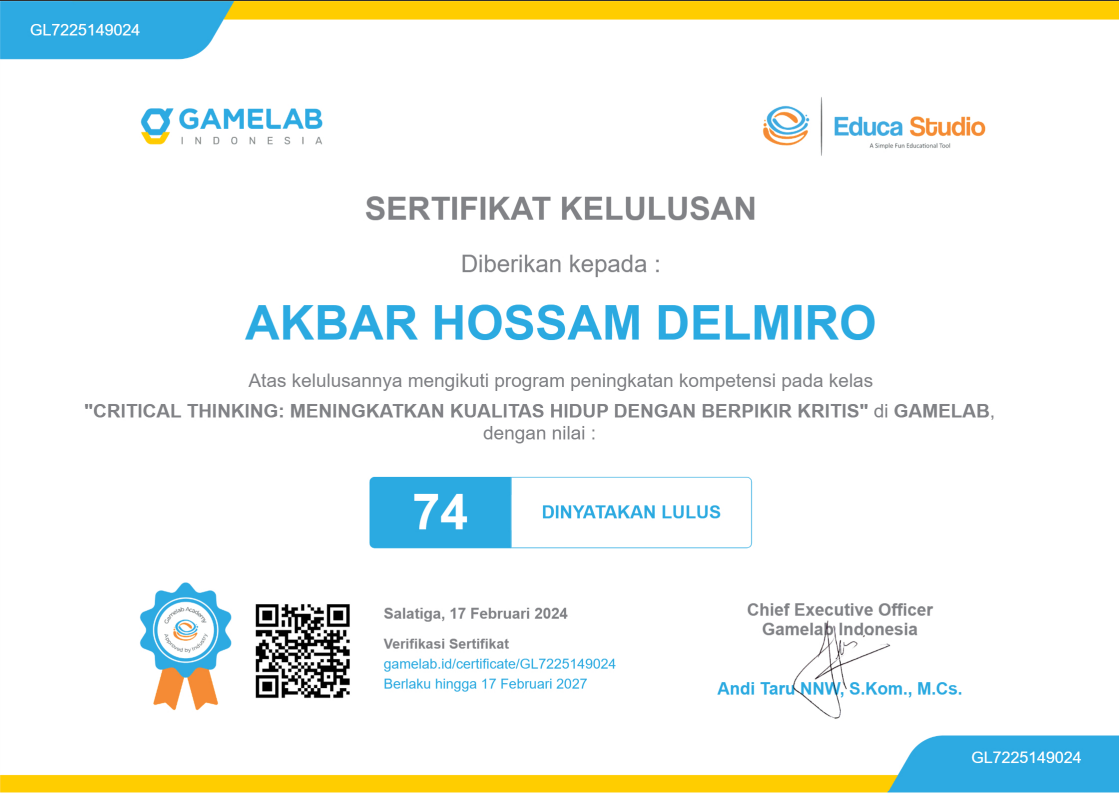 GL7225149024
GAMELAB
INDONESIA
Educa Studio
A Simple Fun Educational Tool
SERTIFIKAT KELULUSAN
Diberikan kepada :
AKBAR HOSSAM DELMIRO
Atas kelulusannya mengikuti program peningkatan kompetensi pada kelas
"CRITICAL THINKING: MENINGKATKAN KUALITAS HIDUP DENGAN BERPIKIR KRITIS" di GAMELAB,
dengan nilai :
74
DINYATAKAN LULUS
Gamelab Academy
Approved by Industry
Salatiga, 17 Februari 2024
Verifikasi Sertifikat
gamelab.id/certificate/GL7225149024
Berlaku hingga 17 Februari 2027
Chief Executive Officer
Gamelab Indonesia
Andi Taru NNW, S.Kom., M.Cs.
GL7225149024